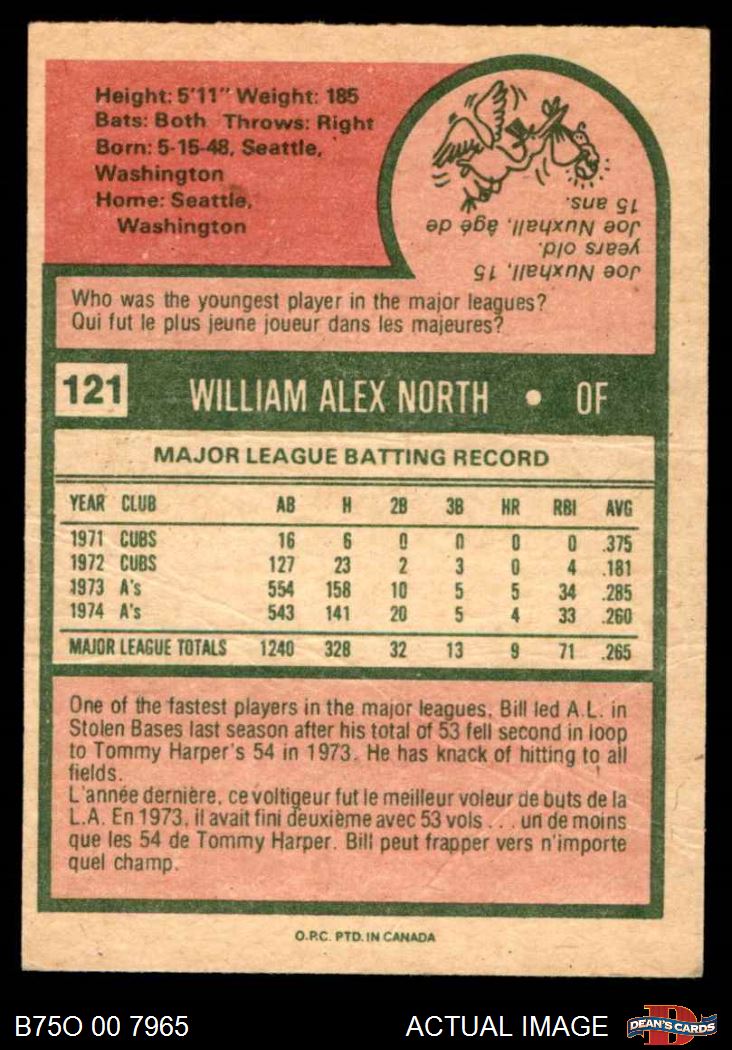 Height: 5'11" Weight: 185
Bats: Both Throws: Right
Born: 5-15-48, Seattle,
Washington
Home: Seattle,
Washington
Joe Nuxhall, 15
years old.
Joe Nuxhall, âgé de
15 ans.
Who was the youngest player in the major leagues?
Qui fut le plus jeune joueur dans les majeures?
121 WILLIAM ALEX NORTH • OF
MAJOR LEAGUE BATTING RECORD
YEAR CLUB AB H 2B 3B HR RBI AVG
1971 CUBS 16 6 0 0 0 0 .375
1972 CUBS 127 23 2 3 0 4 .181
1973 A's 554 158 10 5 5 34 .285
1974 A's 543 141 20 5 4 33 .260
MAJOR LEAGUE TOTALS 1240 328 32 13 9 71 .265
One of the fastest players in the major leagues, Bill led A.L. in
Stolen Bases last season after his total of 53 fell second in loop
to Tommy Harper's 54 in 1973. He has knack of hitting to all
fields.
L'année dernière, ce voltigeur fut le meilleur voleur de buts de la
L.A. En 1973, il avait fini deuxième avec 53 vols . . . un de moins
que les 54 de Tommy Harper. Bill peut frapper vers n'importe
quel champ.
O.P.C. PTD. IN CANADA
B75O 00 7965 ACTUAL IMAGE D DEAN'S CARDS